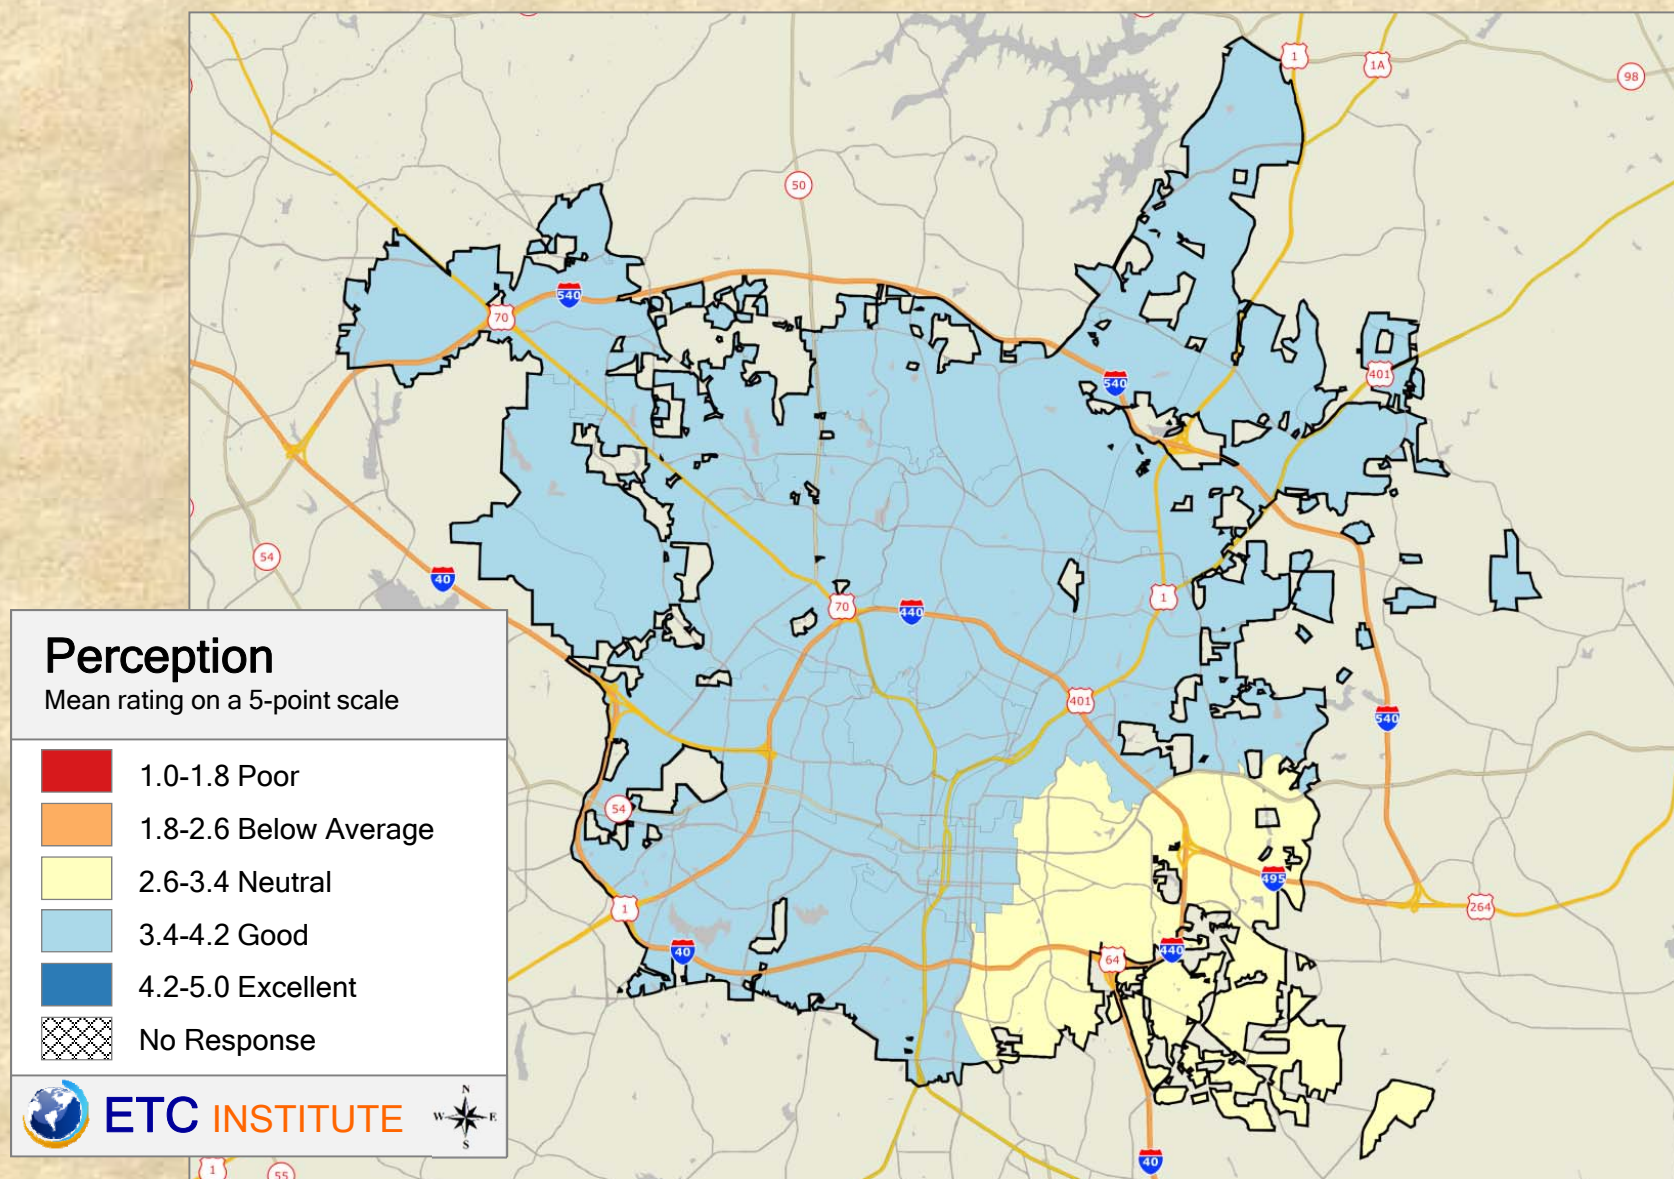 1
1A
98
50
540
70
401
540
54
40
70
440
1
401
540
54
495
1
264
40
440
64
40
1
55
Perception
Mean rating on a 5-point scale
1.0-1.8 Poor
1.8-2.6 Below Average
2.6-3.4 Neutral
3.4-4.2 Good
4.2-5.0 Excellent
No Response
ETC INSTITUTE
N
W E
S